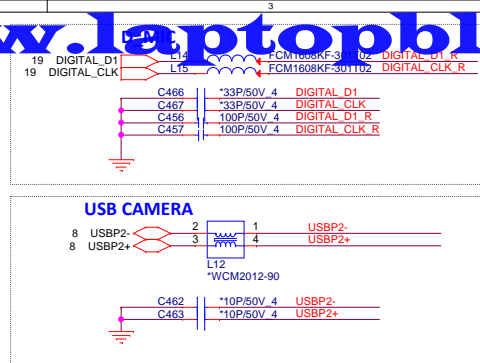 3
w.laptopbl
D_MIC
19 DIGITAL_D1 L14 FCM1608KF-301T02 DIGITAL_D1_R
19 DIGITAL_CLK L15 FCM1608KF-301T02 DIGITAL_CLK_R
C466 *33P/50V_4 DIGITAL_D1
C467 *33P/50V_4 DIGITAL_CLK
C456 100P/50V_4 DIGITAL_D1_R
C457 100P/50V_4 DIGITAL_CLK_R
USB CAMERA
8 USBP2- 2 1 USBP2-
8 USBP2+ 3 4 USBP2+
L12
*WCM2012-90
C462 *10P/50V_4 USBP2-
C463 *10P/50V_4 USBP2+